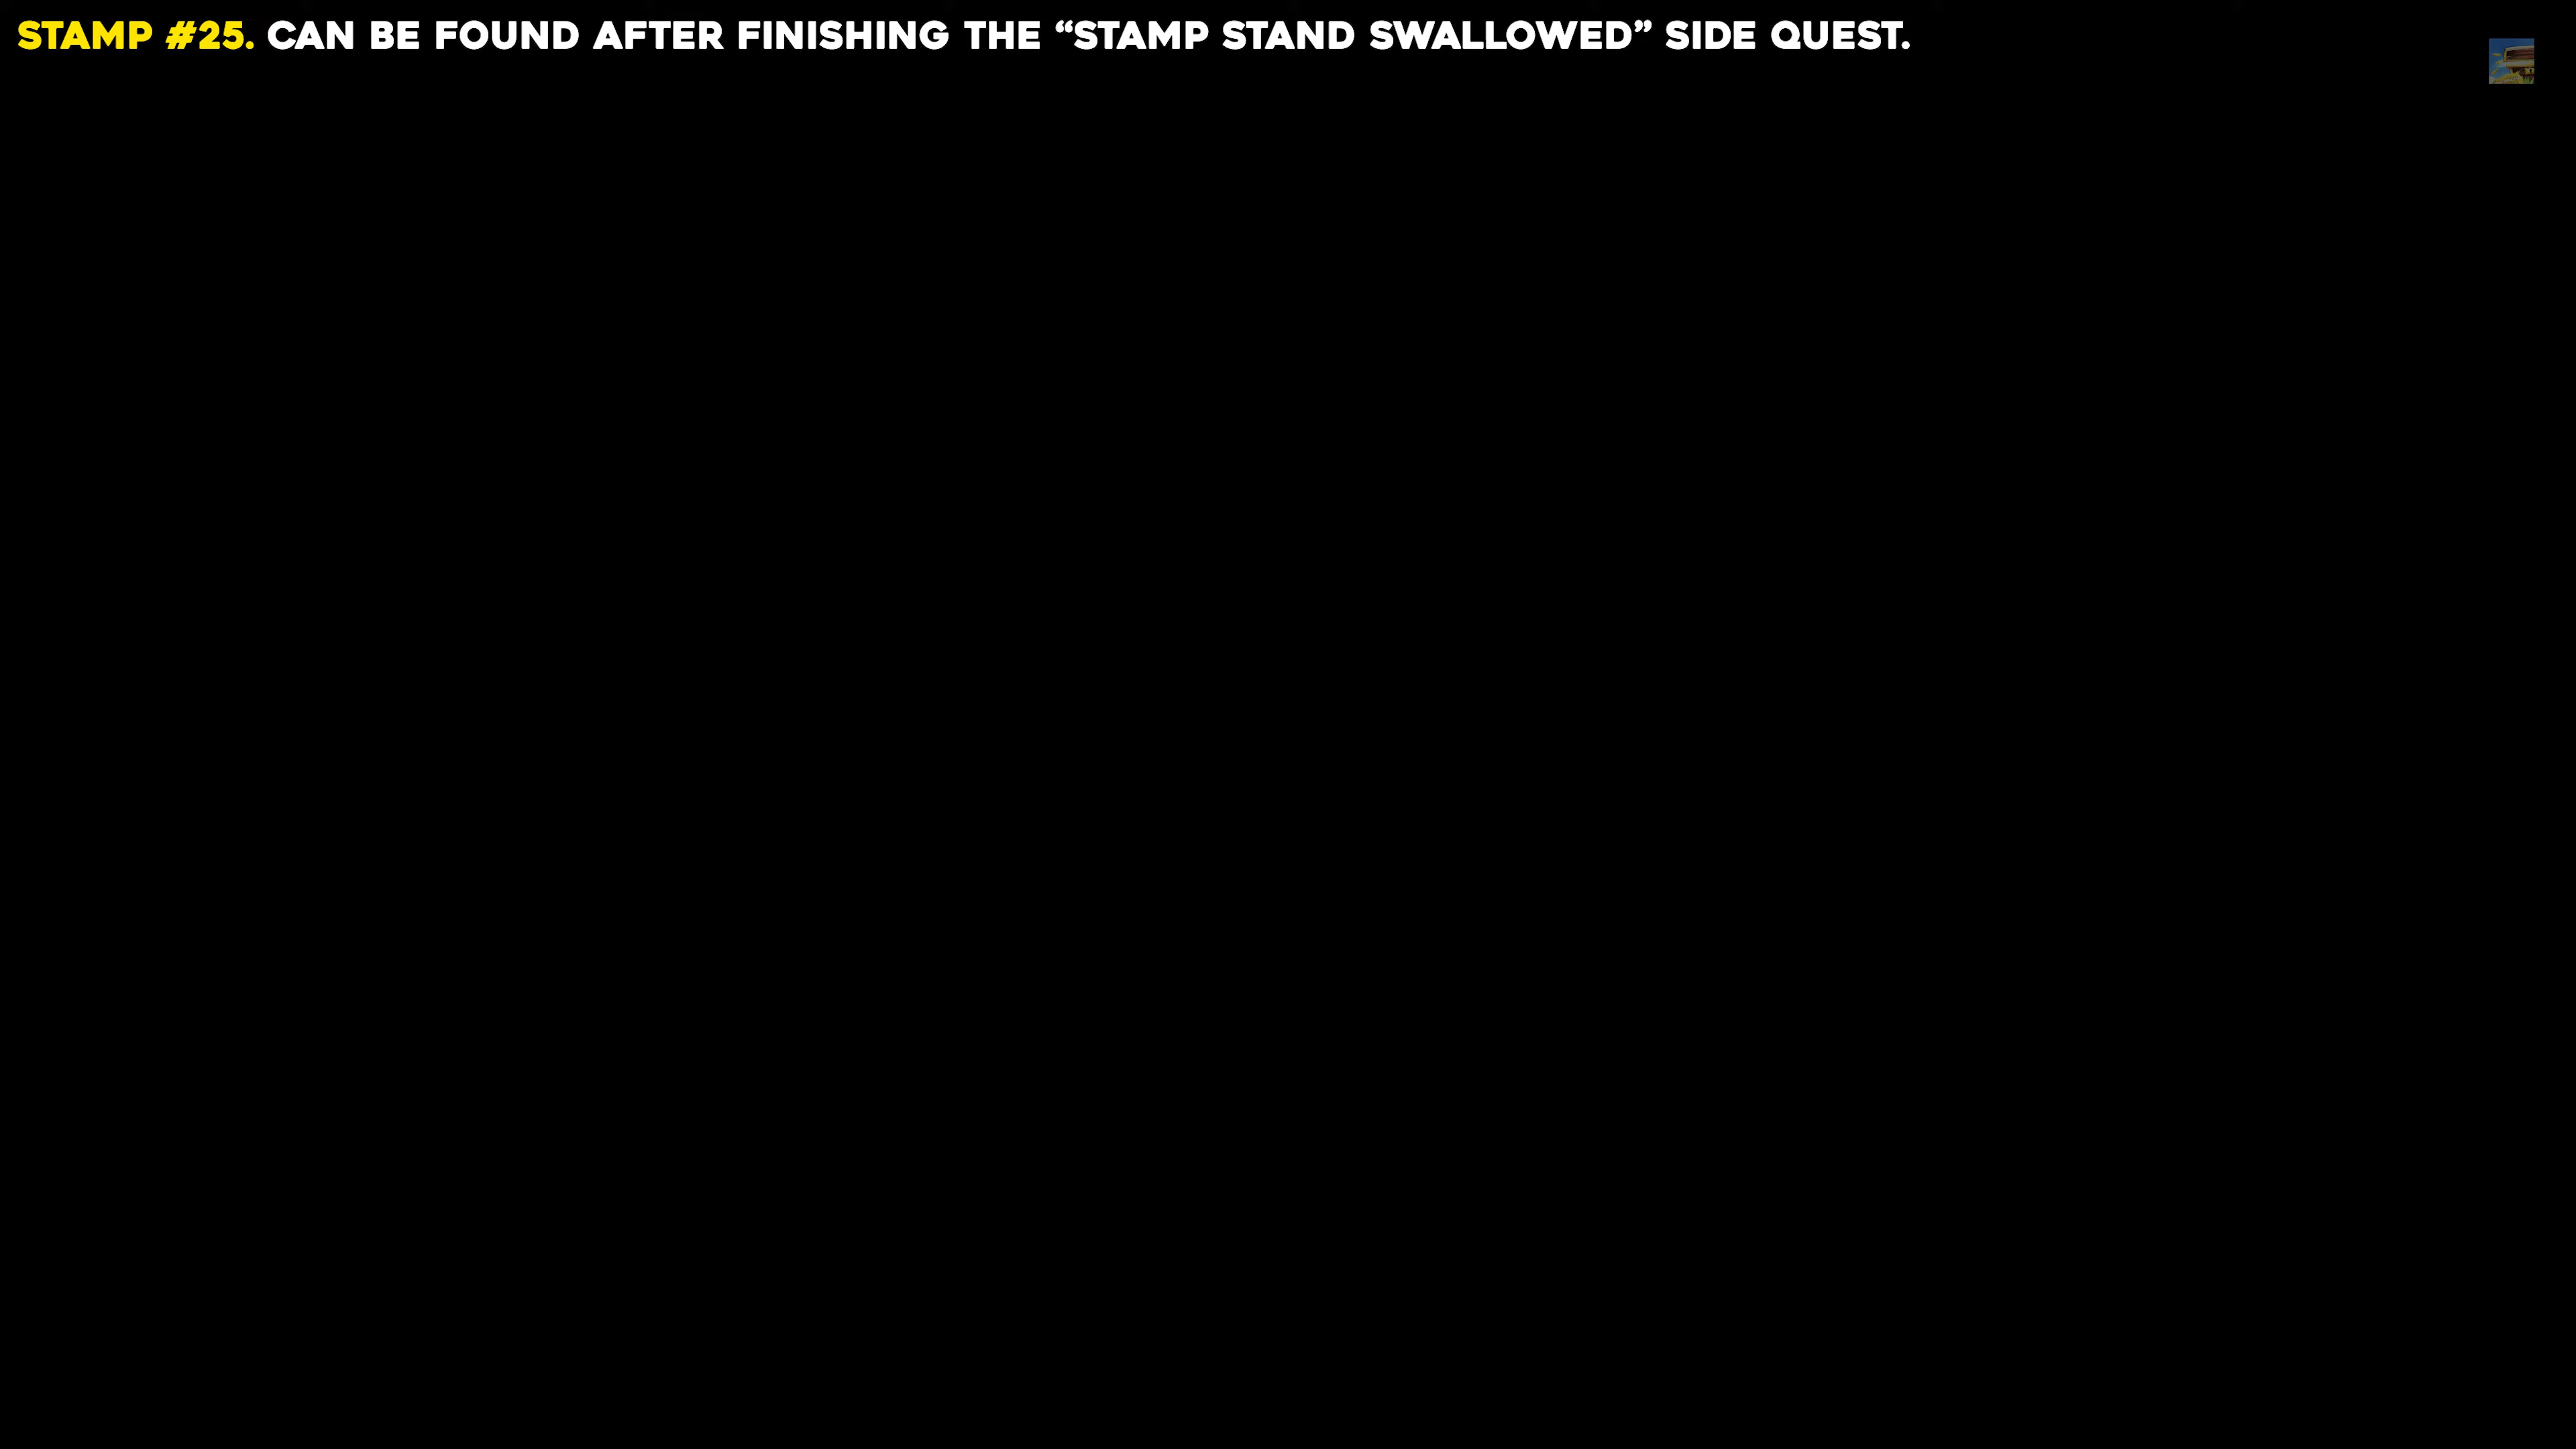 STAMP #25. CAN BE FOUND AFTER FINISHING THE “STAMP STAND SWALLOWED” SIDE QUEST.